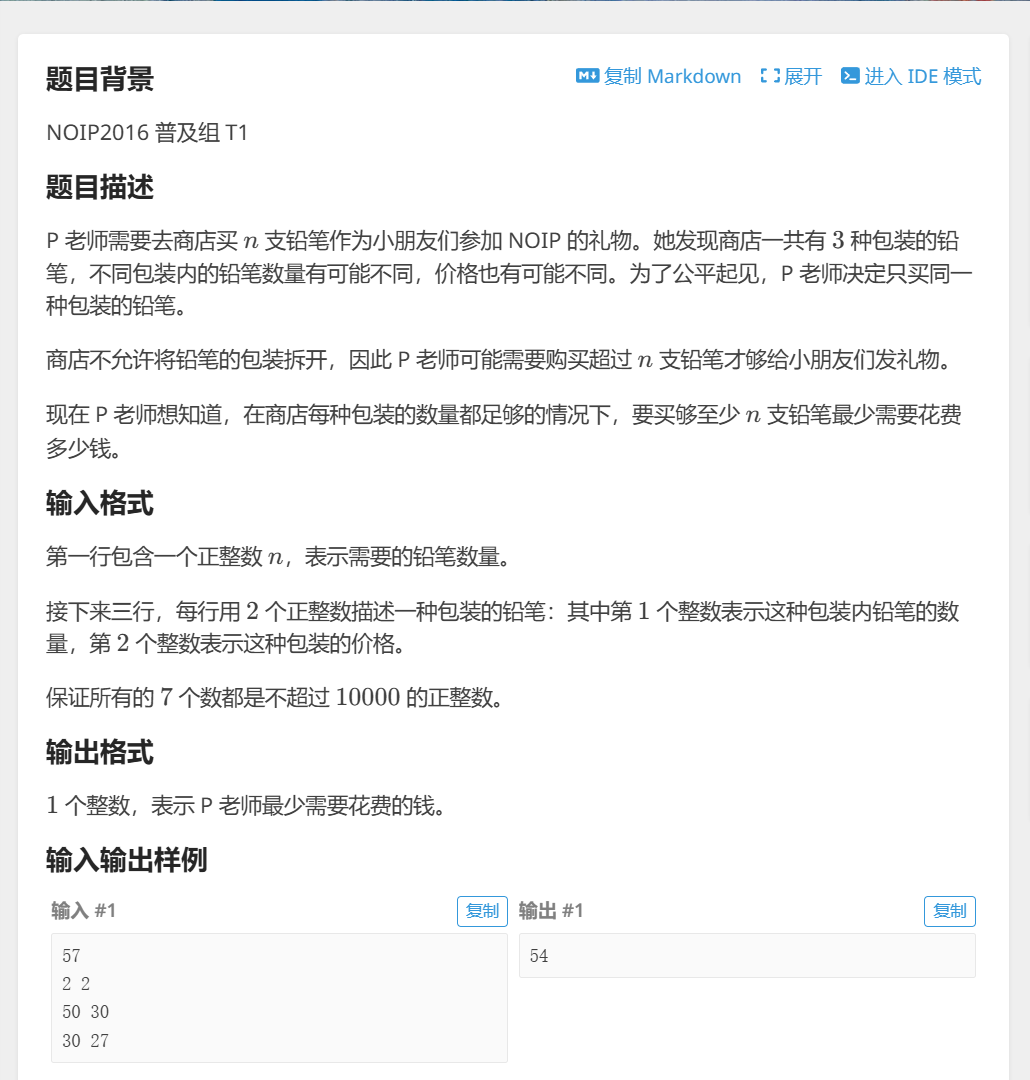 题目背景
复制 Markdown 展开 进入 IDE 模式
NOIP2016 普及组 T1
题目描述
P 老师需要去商店买 n 支铅笔作为小朋友们参加 NOIP 的礼物。她发现商店一共有 3 种包装的铅
笔，不同包装内的铅笔数量有可能不同，价格也有可能不同。为了公平起见，P 老师决定只买同一
种包装的铅笔。
商店不允许将铅笔的包装拆开，因此 P 老师可能需要购买超过 n 支铅笔才够给小朋友们发礼物。
现在 P 老师想知道，在商店每种包装的数量都足够的情况下，要买够至少 n 支铅笔最少需要花费
多少钱。
输入格式
第一行包含一个正整数 n，表示需要的铅笔数量。
接下来三行，每行用 2 个正整数描述一种包装的铅笔：其中第 1 个整数表示这种包装内铅笔的数
量，第 2 个整数表示这种包装的价格。
保证所有的 7 个数都是不超过 10000 的正整数。
输出格式
1 个整数，表示 P 老师最少需要花费的钱。
输入输出样例
输入 #1 复制
57
2 2
50 30
30 27
输出 #1 复制
54